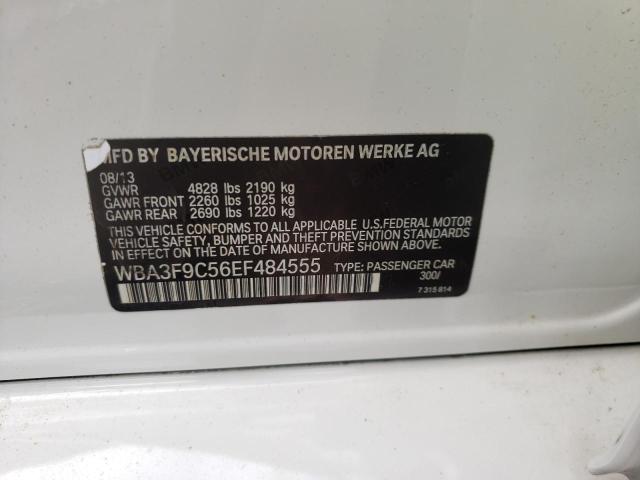 MFD BY BAYERISCHE MOTOREN WERKE AG
08/13
GVWR 4828 lbs 2190 kg
GAWR FRONT 2260 lbs 1025 kg
GAWR REAR 2690 lbs 1220 kg
THIS VEHICLE CONFORMS TO ALL APPLICABLE U.S.FEDERAL MOTOR
VEHICLE SAFETY, BUMPER AND THEFT PREVENTION STANDARDS
IN EFFECT ON THE DATE OF MANUFACTURE SHOWN ABOVE.
WBA3F9C56EF484555 TYPE: PASSENGER CAR
300/
7 315 814